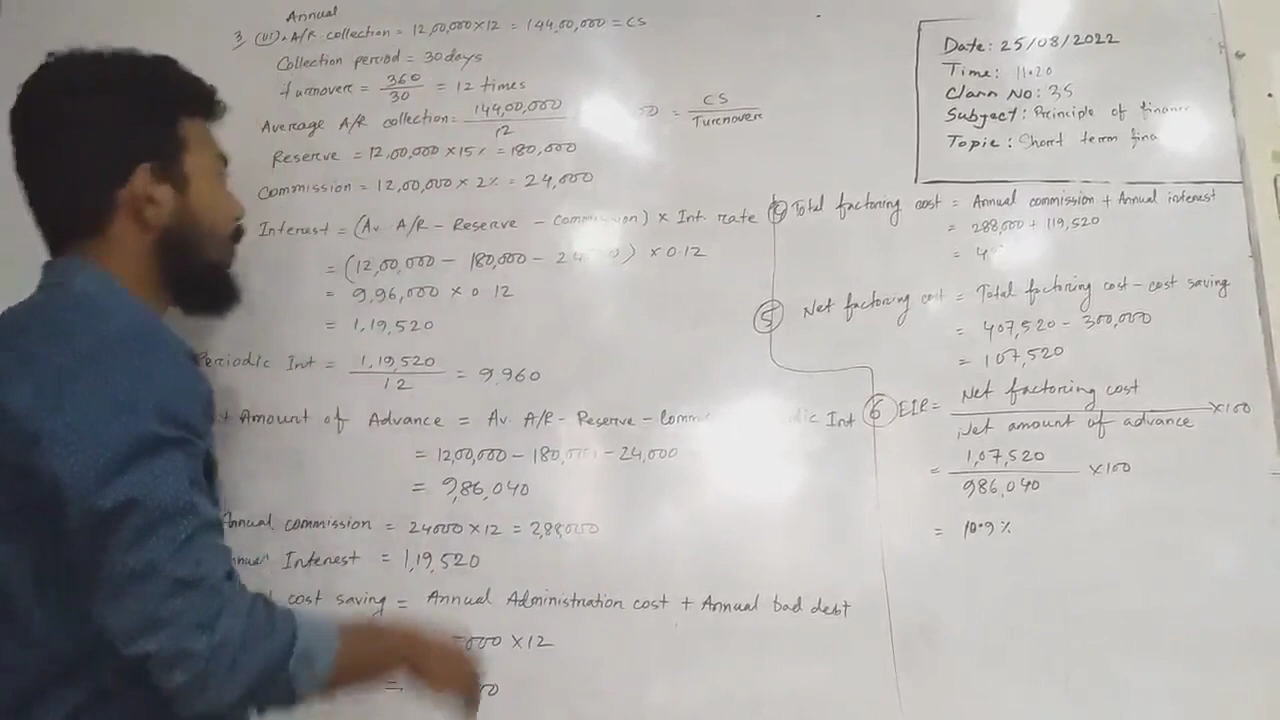 Annual
3. (vi). A/R collection = 12,00,000 × 12 = 144,00,000 = CS
Collection period = 30 days
turnover = 360/30 = 12 times
Average A/R collection = 144,00,000/12 = CS/Turnover
Reserve = 12,00,000 × 15% = 180,000
Commission = 12,00,000 × 2% = 24,000
Interest = (Av. A/R - Reserve - Commission) × Int. rate
= (12,00,000 - 180,000 - 24 ) × 0.12
= 9,96,000 × 0.12
= 1,19,520
Periodic Int = 1,19,520/12 = 9,960
Amount of Advance = Av. A/R - Reserve - Comm Int
= 12,00,000 - 180,000 - 24,000
= 9,86,040
Annual commission = 24000 × 12 = 2,88,000
Annual Interest = 1,19,520
cost saving = Annual Administration cost + Annual bad debt
000 × 12
=
Date: 25/08/2022
Time: 11.20
Class No: 35
Subject: Principle of finance
Topic: Short term fina
Total factoring cost = Annual commission + Annual interest
= 288,000 + 119,520
= 4
5 Net factoring cost = Total factoring cost - cost saving
= 407,520 - 300,000
= 107,520
6 EIR = Net factoring cost/Net amount of advance × 100
= 1,07,520/986,040 × 100
= 10.9%